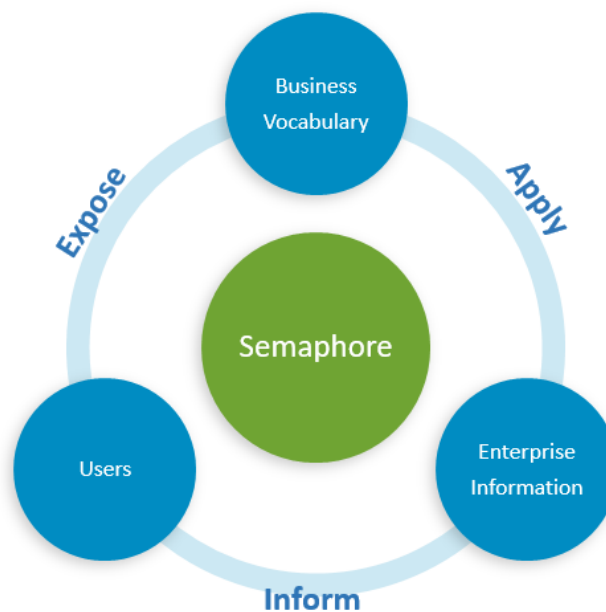 Business
Vocabulary
Expose
Apply
Semaphore
Users
Enterprise
Information
Inform